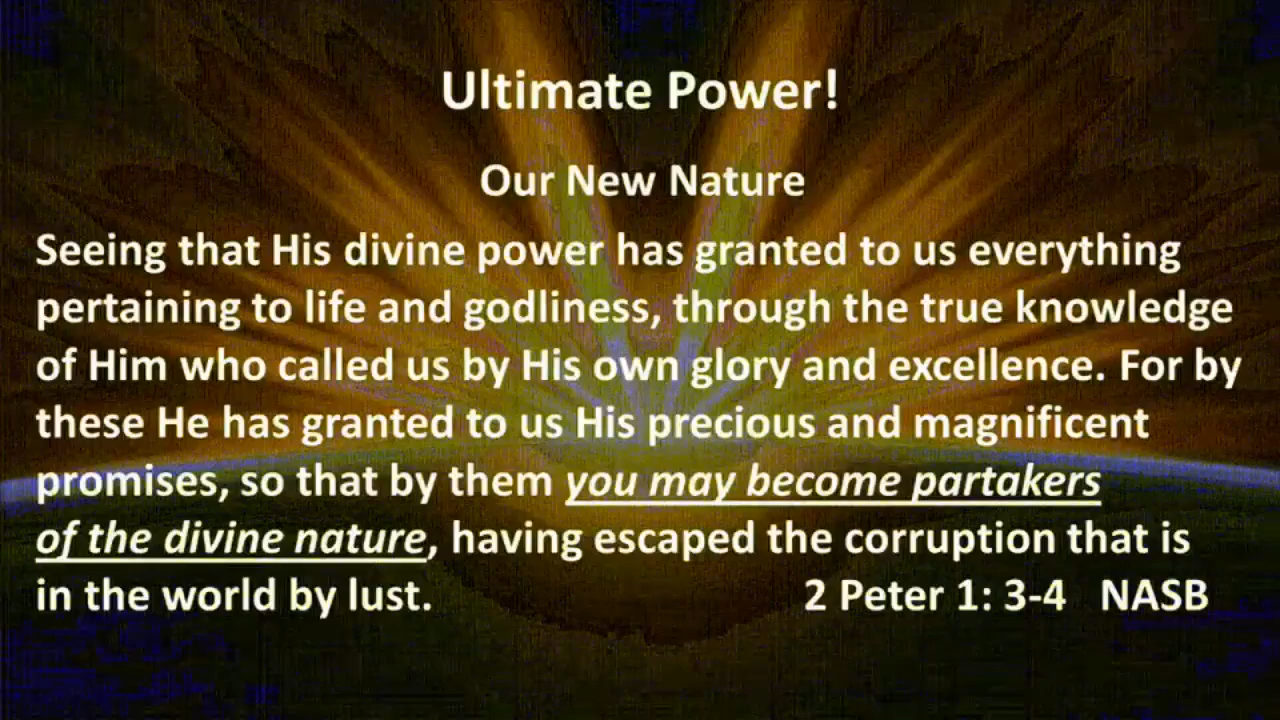 Ultimate Power!
Our New Nature
Seeing that His divine power has granted to us everything
pertaining to life and godliness, through the true knowledge
of Him who called us by His own glory and excellence. For by
these He has granted to us His precious and magnificent
promises, so that by them you may become partakers
of the divine nature, having escaped the corruption that is
in the world by lust. 2 Peter 1: 3-4 NASB